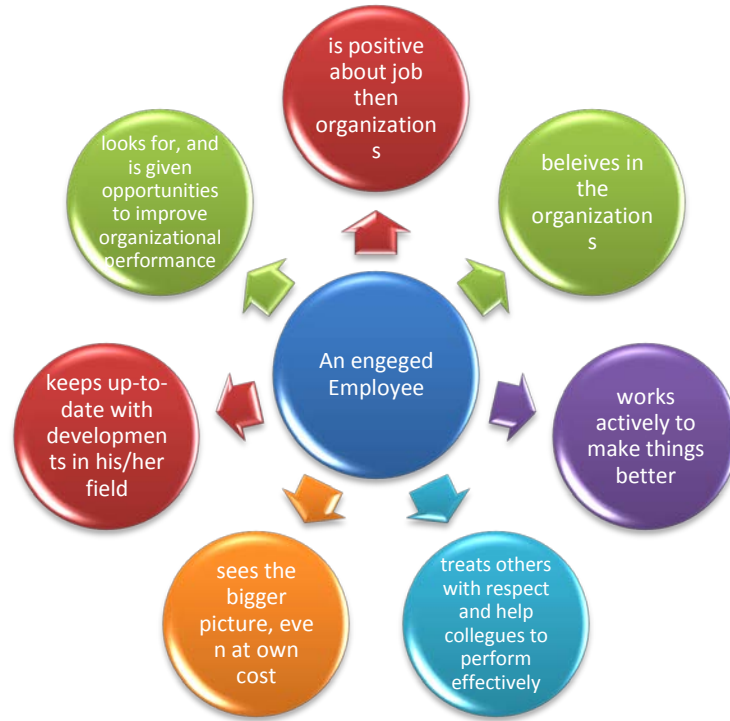 An engeged
Employee
is positive
about job
then
organization
s
beleives in
the
organization
s
works
actively to
make things
better
treats others
with respect
and help
collegues to
perform
effectively
sees the
bigger
picture, eve
n at own
cost
keeps up-to-
date with
developmen
ts in his/her
field
looks for, and
is given
opportunities
to improve
organizational
performance